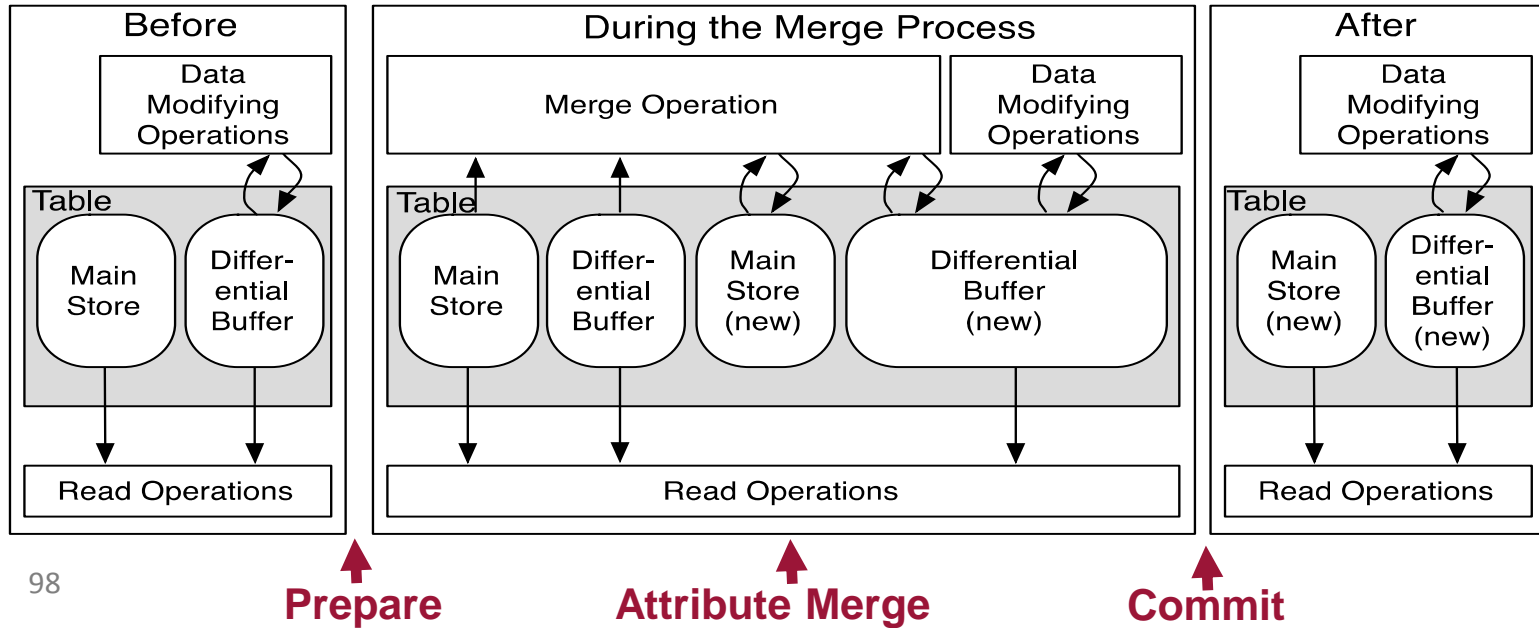 Before
Data
Modifying
Operations
Table
Main
Store
Differ-
ential
Buffer
Read Operations
During the Merge Process
Merge Operation
Data
Modifying
Operations
Table
Main
Store
Differ-
ential
Buffer
Main
Store
(new)
Differential
Buffer
(new)
Read Operations
After
Data
Modifying
Operations
Table
Main
Store
(new)
Differ-
ential
Buffer
(new)
Read Operations
98
Prepare
Attribute Merge
Commit